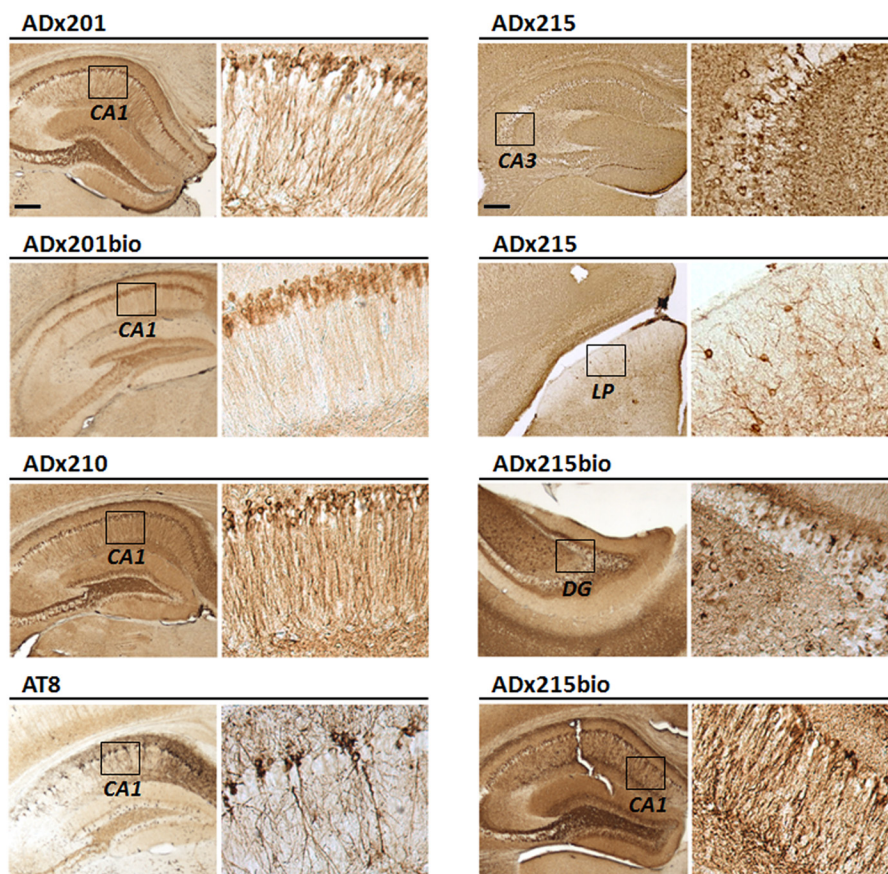 ADx201
CA1
ADx201bio
CA1
ADx210
CA1
AT8
CA1
ADx215
CA3
ADx215
LP
ADx215bio
DG
ADx215bio
CA1